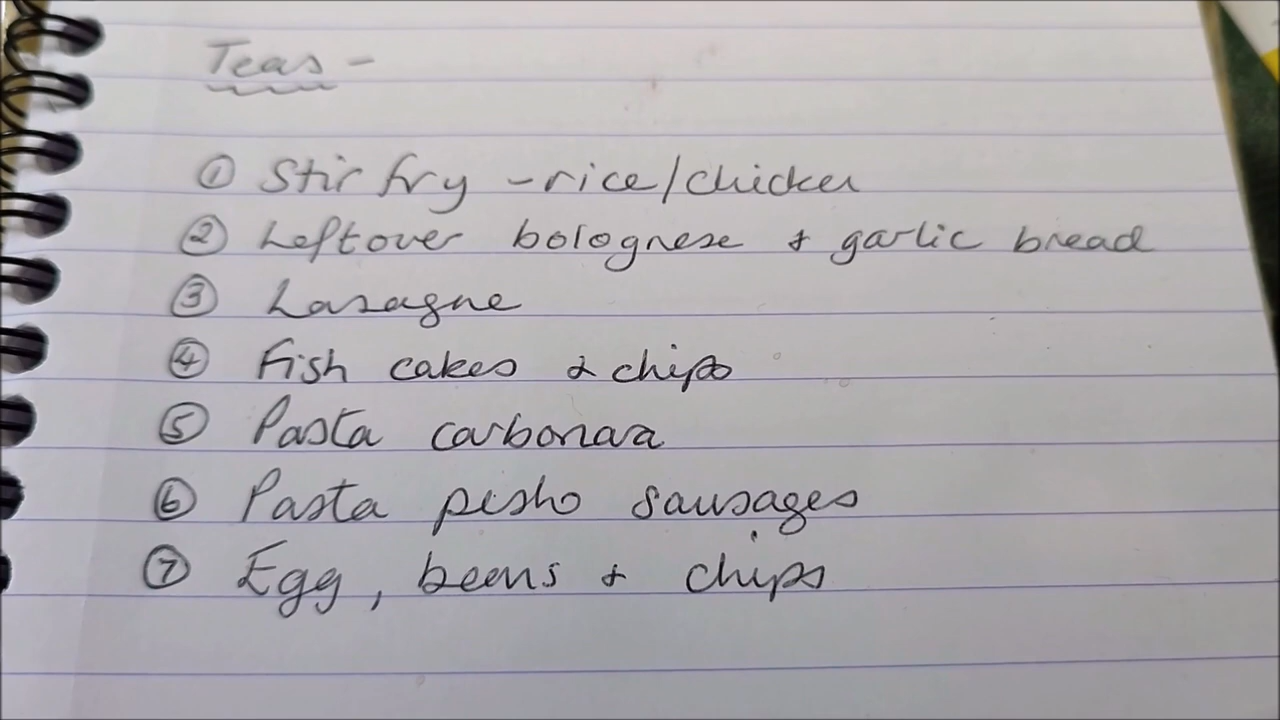 Teas -
① Stir fry - rice/chicken
② Leftover bolognese & garlic bread
③ Lasagne
④ Fish cakes & chips
⑤ Pasta carbonara
⑥ Pasta pesto sausages
⑦ Egg, beans & chips